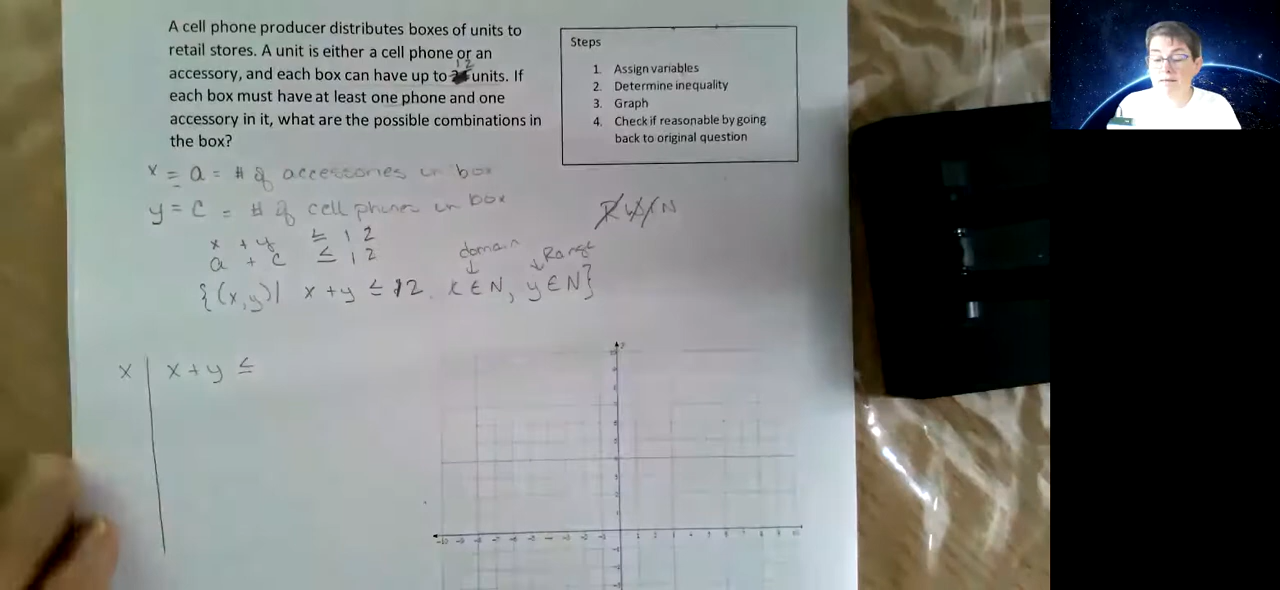 A cell phone producer distributes boxes of units to
retail stores. A unit is either a cell phone or an
accessory, and each box can have up to 12 units. If
each box must have at least one phone and one
accessory in it, what are the possible combinations in
the box?
Steps
1. Assign variables
2. Determine inequality
3. Graph
4. Check if reasonable by going
back to original question
x = a = # of accessories in box
y = c = # of cell phones in box
R W N
x + y ≤ 12
a + c ≤ 12
domain
Range
{(x,y)| x + y ≤ 12. x ∈ N, y ∈ N}
x | x + y ≤